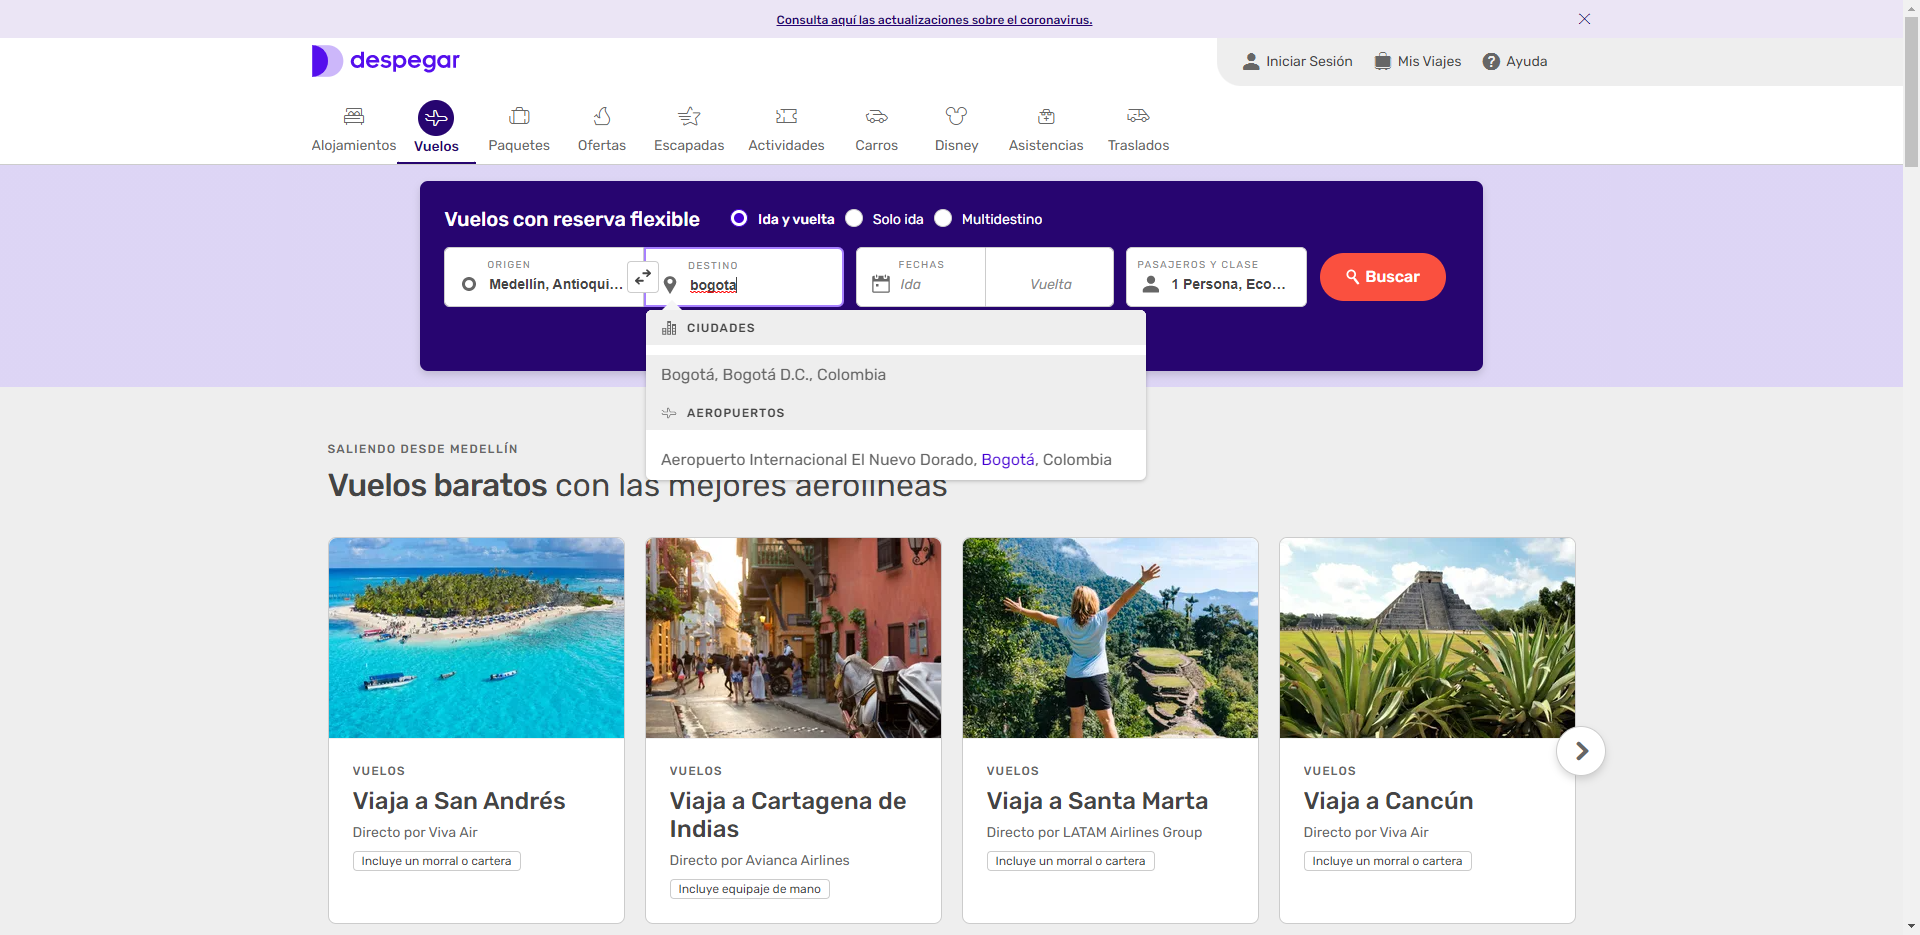 Consulta aquí las actualizaciones sobre el coronavirus.
despegar
Iniciar Sesión
Mis Viajes
Ayuda
Alojamientos
Vuelos
Paquetes
Ofertas
Escapadas
Actividades
Carros
Disney
Asistencias
Traslados
Vuelos con reserva flexible
Ida y vuelta
Solo ida
Multidestino
ORIGEN
Medellín, Antioqui...
DESTINO
bogota
FECHAS
Ida
Vuelta
PASAJEROS Y CLASE
1 Persona, Eco...
Buscar
CIUDADES
Bogotá, Bogotá D.C., Colombia
AEROPUERTOS
Aeropuerto Internacional El Nuevo Dorado, Bogotá, Colombia
SALIENDO DESDE MEDELLÍN
Vuelos baratos con las mejores aerolíneas
VUELOS
Viaja a San Andrés
Directo por Viva Air
Incluye un morral o cartera
VUELOS
Viaja a Cartagena de
Indias
Directo por Avianca Airlines
Incluye equipaje de mano
VUELOS
Viaja a Santa Marta
Directo por LATAM Airlines Group
Incluye un morral o cartera
VUELOS
Viaja a Cancún
Directo por Viva Air
Incluye un morral o cartera